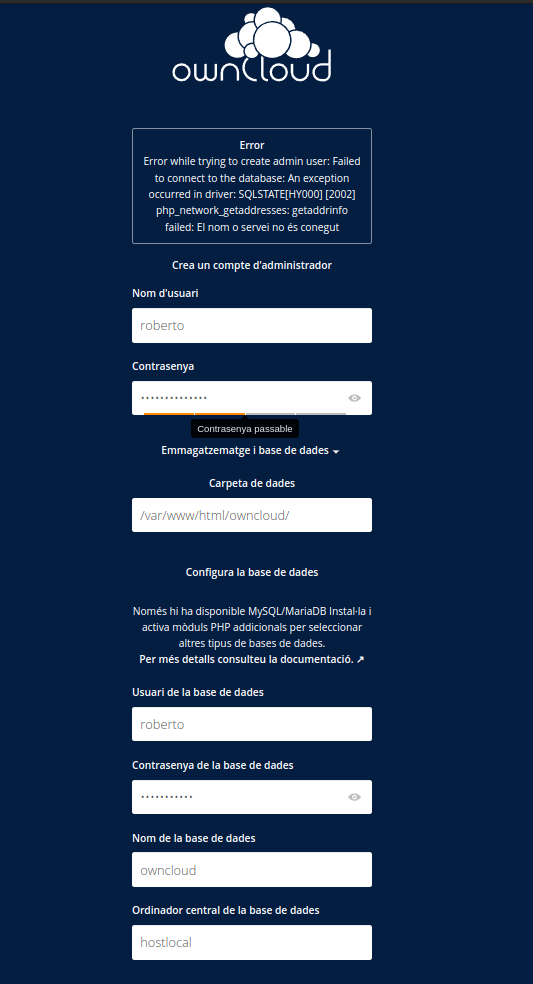 ownCloud
Error
Error while trying to create admin user: Failed
to connect to the database: An exception
occurred in driver: SQLSTATE[HY000] [2002]
php_network_getaddresses: getaddrinfo
failed: El nom o servei no és conegut
Crea un compte d'administrador
Nom d'usuari
roberto
Contrasenya
••••••••••••••
Contrasenya passable
Emmagatzematge i base de dades
Carpeta de dades
/var/www/html/owncloud/
Configura la base de dades
Només hi ha disponible MySQL/MariaDB Instal·la i
activa mòduls PHP addicionals per seleccionar
altres tipus de bases de dades.
Per més detalls consulteu la documentació. ↗
Usuari de la base de dades
roberto
Contrasenya de la base de dades
•••••••••••
Nom de la base de dades
owncloud
Ordinador central de la base de dades
hostlocal